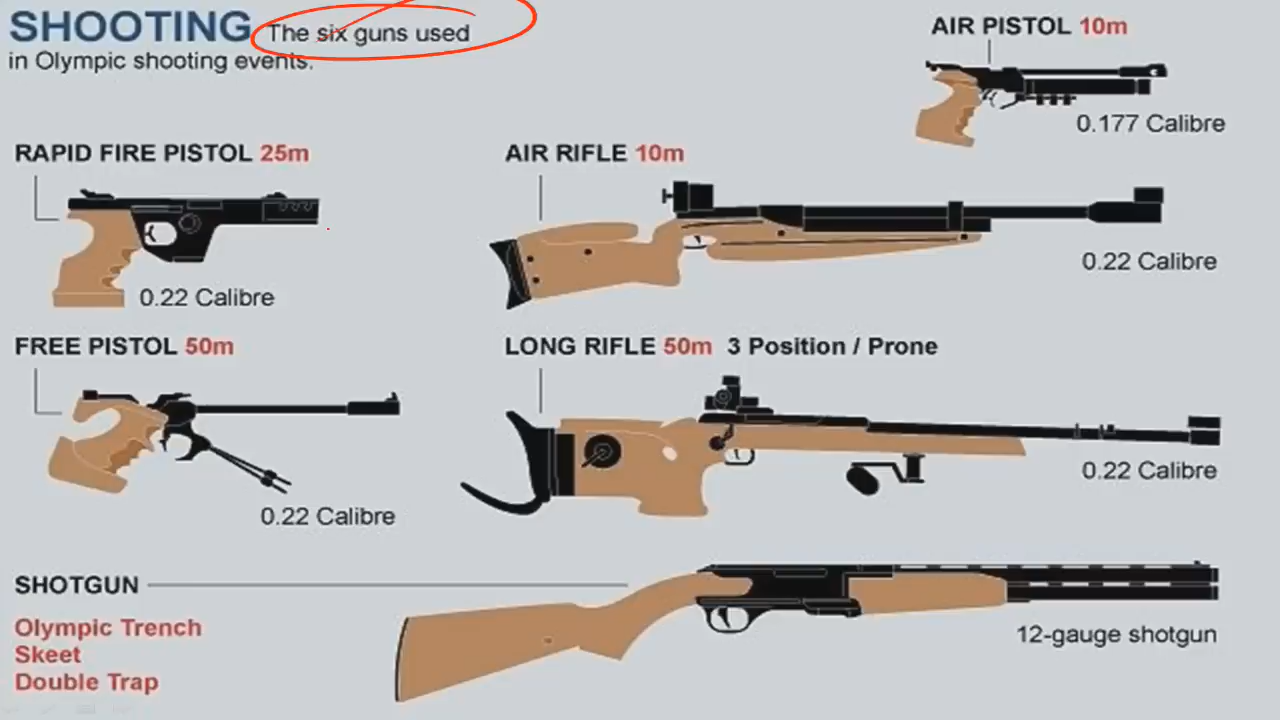 SHOOTING The six guns used
in Olympic shooting events.
AIR PISTOL 10m
0.177 Calibre
RAPID FIRE PISTOL 25m
0.22 Calibre
AIR RIFLE 10m
0.22 Calibre
FREE PISTOL 50m
0.22 Calibre
LONG RIFLE 50m 3 Position / Prone
0.22 Calibre
SHOTGUN
Olympic Trench
Skeet
Double Trap
12-gauge shotgun